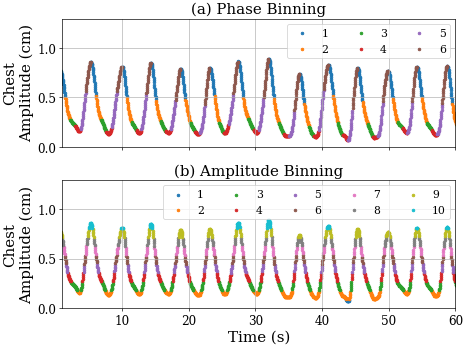 (a) Phase Binning
1 3 5
2 4 6
Chest
Amplitude (cm)
1.0
0.5
0.0
(b) Amplitude Binning
1 3 5 7 9
2 4 6 8 10
Chest
Amplitude (cm)
1.0
0.5
0.0
10 20 30 40 50 60
Time (s)